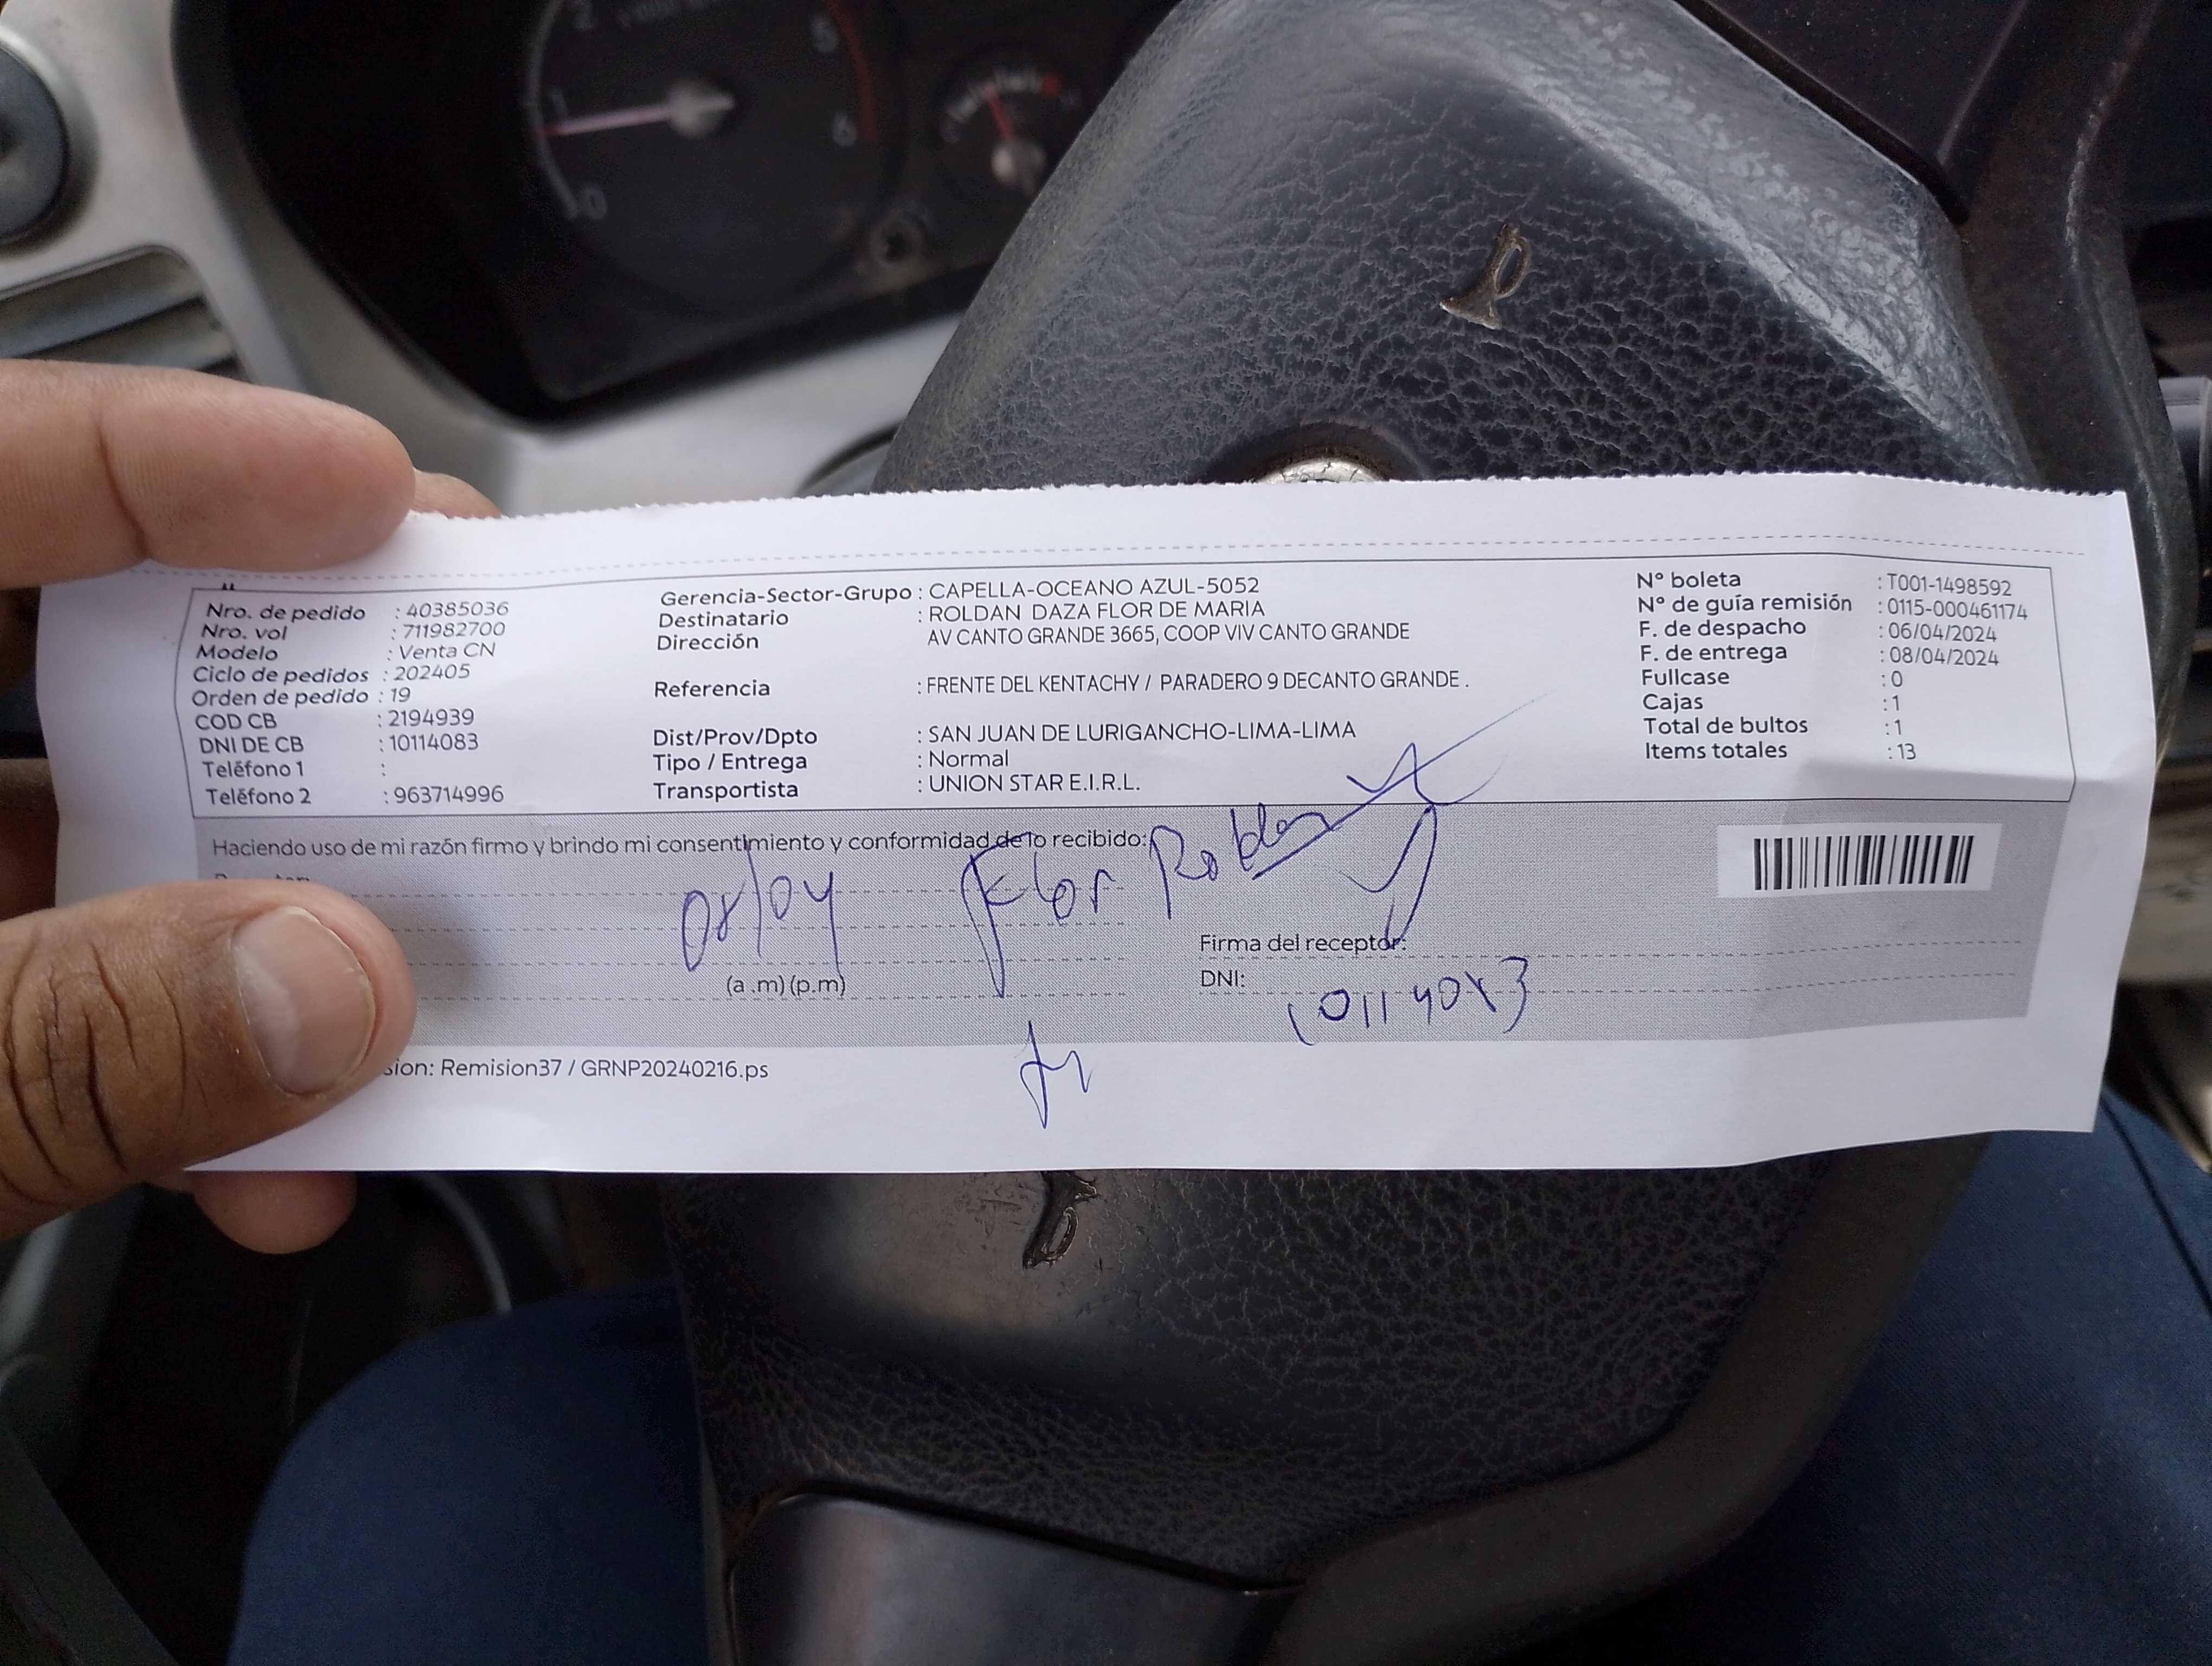 2
5
1
6
0
Nro. de pedido : 40385036
Nro. vol : 711982700
Modelo : Venta CN
Ciclo de pedidos : 202405
Orden de pedido : 19
COD CB : 2194939
DNI DE CB : 10114083
Teléfono 1 :
Teléfono 2 : 963714996
Gerencia-Sector-Grupo : CAPELLA-OCEANO AZUL-5052
Destinatario : ROLDAN DAZA FLOR DE MARIA
Dirección AV CANTO GRANDE 3665, COOP VIV CANTO GRANDE
Referencia : FRENTE DEL KENTACHY / PARADERO 9 DECANTO GRANDE .
Dist/Prov/Dpto : SAN JUAN DE LURIGANCHO-LIMA-LIMA
Tipo / Entrega : Normal
Transportista : UNION STAR E.I.R.L.
N° boleta : T001-1498592
N° de guía remisión : 0115-000461174
F. de despacho : 06/04/2024
F. de entrega : 08/04/2024
Fullcase : 0
Cajas : 1
Total de bultos : 1
Items totales : 13
Haciendo uso de mi razón firmo y brindo mi consentimiento y conformidad de lo recibido:
08/04 Flor
Firma del receptor:
(a .m) (p.m)
DNI: 10114083
sion: Remision37 / GRNP20240216.ps